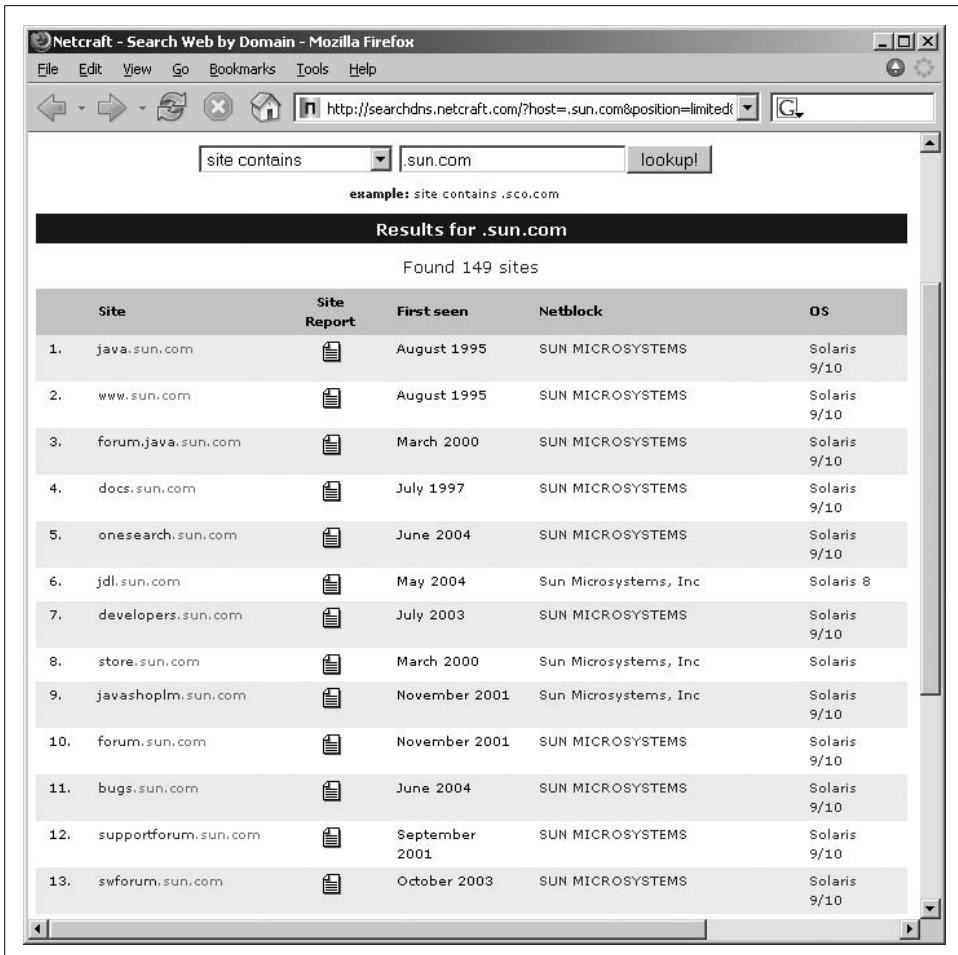 Netcraft - Search Web by Domain - Mozilla Firefox
File Edit View Go Bookmarks Tools Help
http://searchdns.netcraft.com/?host=.sun.com&position=limited&
G
site contains .sun.com lookup!
example: site contains .sco.com
Results for .sun.com
Found 149 sites
Site Site Report First seen Netblock OS
1. java.sun.com August 1995 SUN MICROSYSTEMS Solaris 9/10
2. www.sun.com August 1995 SUN MICROSYSTEMS Solaris 9/10
3. forum.java.sun.com March 2000 SUN MICROSYSTEMS Solaris 9/10
4. docs.sun.com July 1997 SUN MICROSYSTEMS Solaris 9/10
5. onesearch.sun.com June 2004 SUN MICROSYSTEMS Solaris 9/10
6. jdl.sun.com May 2004 Sun Microsystems, Inc Solaris 8
7. developers.sun.com July 2003 SUN MICROSYSTEMS Solaris 9/10
8. store.sun.com March 2000 Sun Microsystems, Inc Solaris
9. javashoplm.sun.com November 2001 Sun Microsystems, Inc Solaris 9/10
10. forum.sun.com November 2001 SUN MICROSYSTEMS Solaris 9/10
11. bugs.sun.com June 2004 SUN MICROSYSTEMS Solaris 9/10
12. supportforum.sun.com September 2001 SUN MICROSYSTEMS Solaris 9/10
13. swforum.sun.com October 2003 SUN MICROSYSTEMS Solaris 9/10